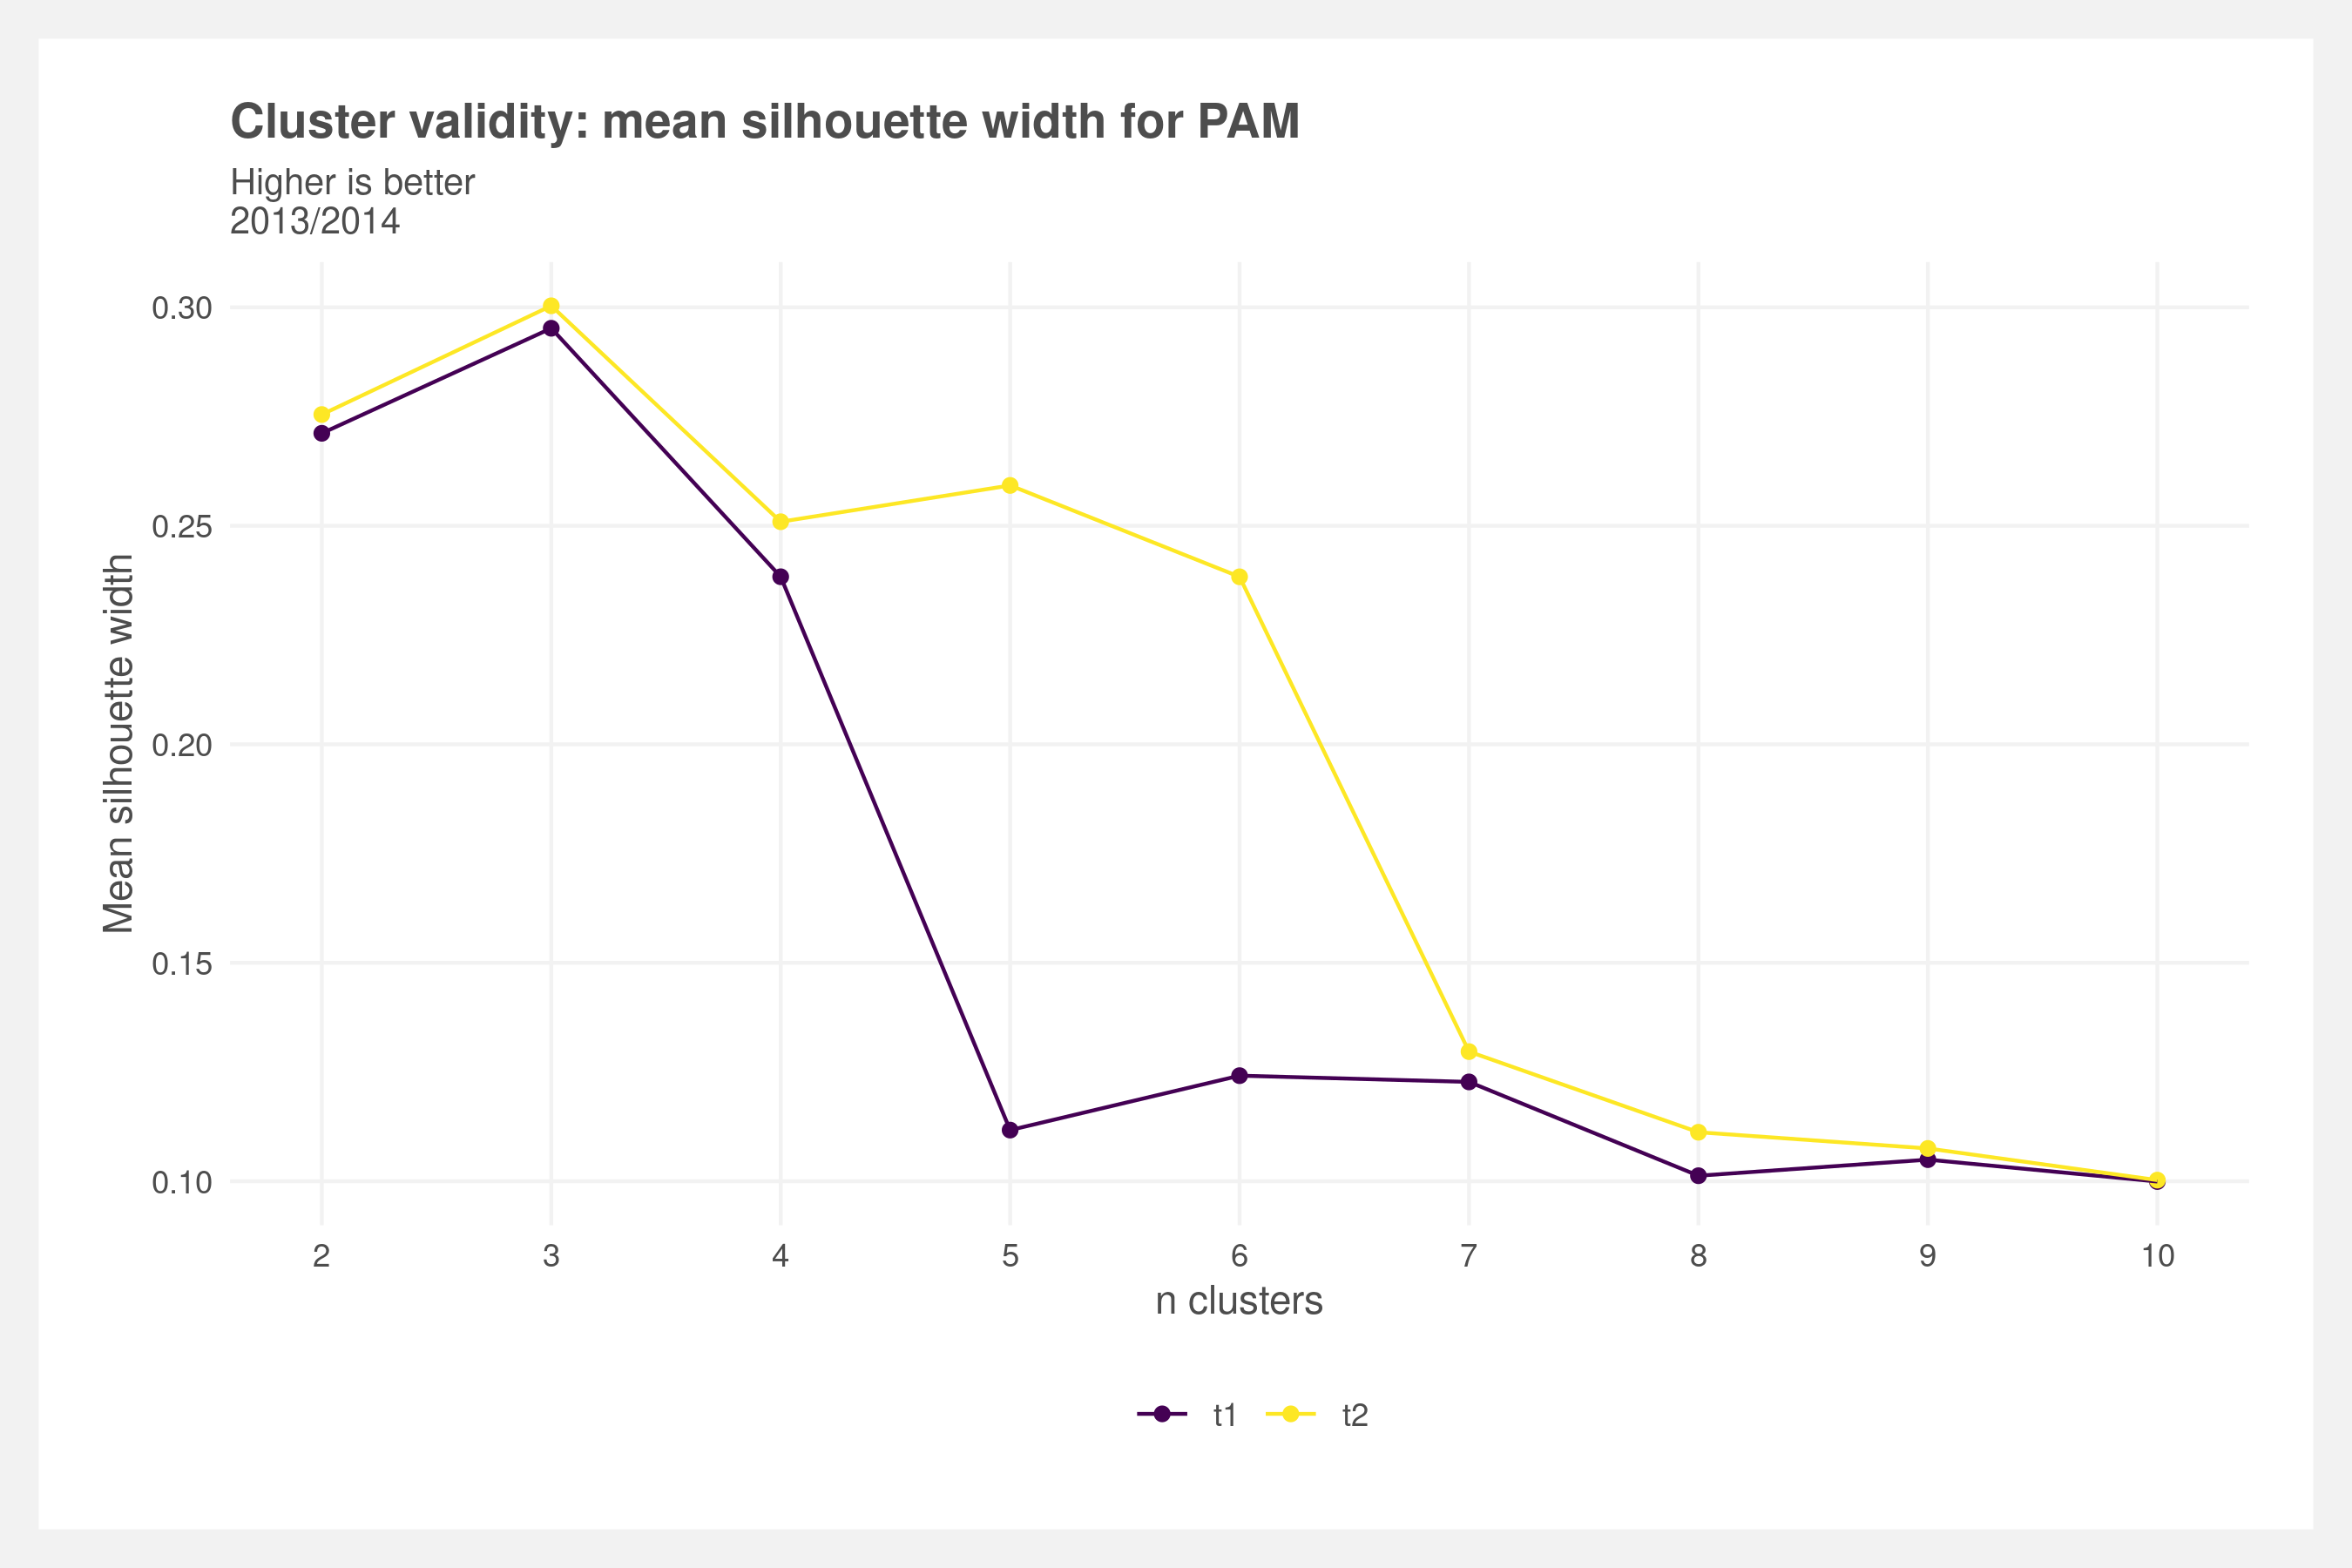 Cluster validity: mean silhouette width for PAM
Higher is better
2013/2014
Mean silhouette width
0.30
0.25
0.20
0.15
0.10
2 3 4 5 6 7 8 9 10
n clusters
t1 t2